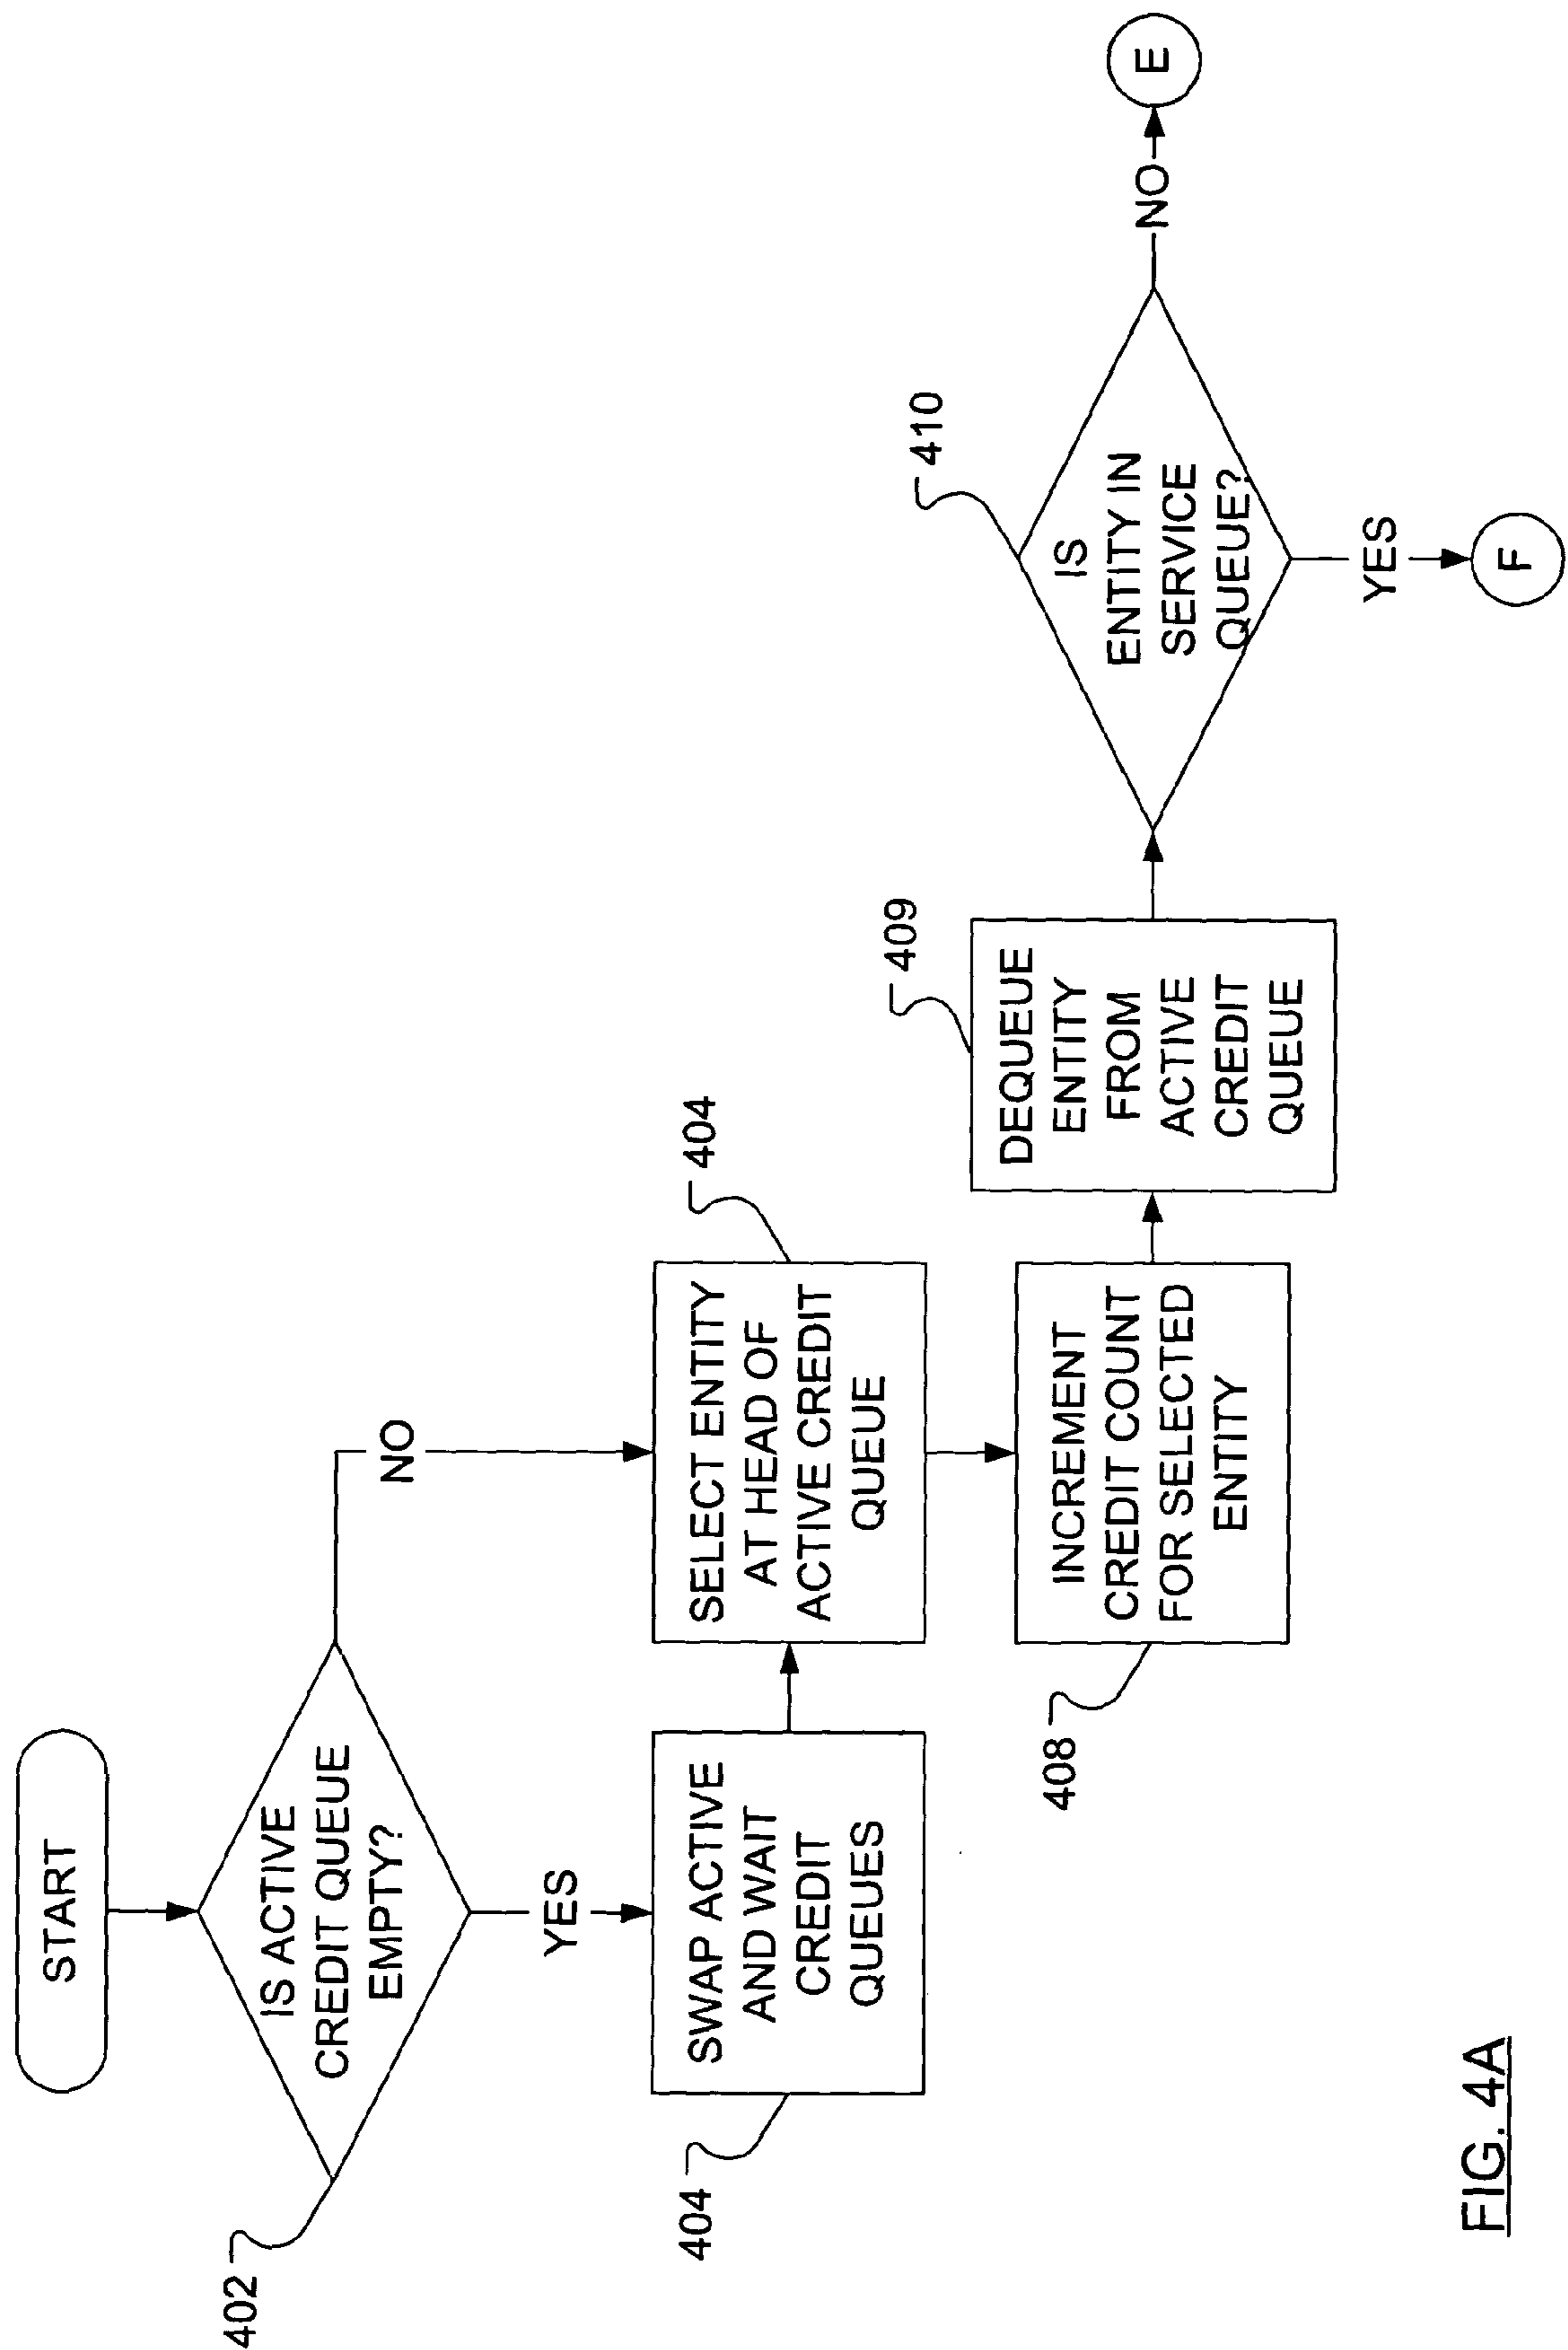 START
402
IS ACTIVE
CREDIT QUEUE
EMPTY?
NO
YES
404
SWAP ACTIVE
AND WAIT
CREDIT
QUEUES
404
SELECT ENTITY
AT HEAD OF
ACTIVE CREDIT
QUEUE
408
INCREMENT
CREDIT COUNT
FOR SELECTED
ENTITY
409
DEQUEUE
ENTITY
FROM
ACTIVE
CREDIT
QUEUE
410
IS
ENTITY IN
SERVICE
QUEUE?
NO
E
YES
F
FIG. 4A